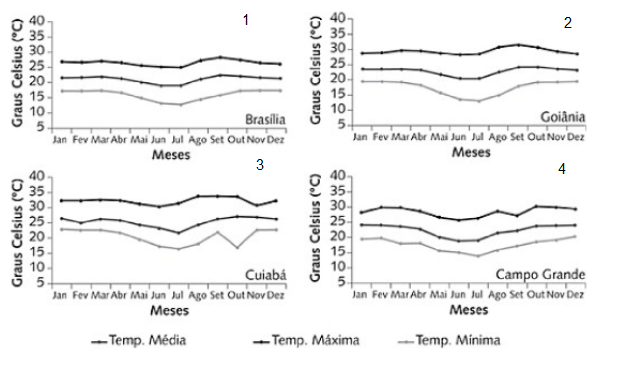 1
Graus Celsius (°C)
40
35
30
25
20
15
10
5
Brasília
Jan Fev Mar Abr Mai Jun Jul Ago Set Out Nov Dez
Meses
2
Graus Celsius (°C)
40
35
30
25
20
15
10
5
Goiânia
Jan Fev Mar Abr Mai Jun Jul Ago Set Out Nov Dez
Meses
3
Graus Celsius (°C)
40
35
30
25
20
15
10
5
Cuiabá
Jan Fev Mar Abr Mai Jun Jul Ago Set Out Nov Dez
Meses
4
Graus Celsius (°C)
40
35
30
25
20
15
10
5
Campo Grande
Jan Fev Mar Abr Mai Jun Jul Ago Set Out Nov Dez
Meses
Temp. Média Temp. Máxima Temp. Mínima